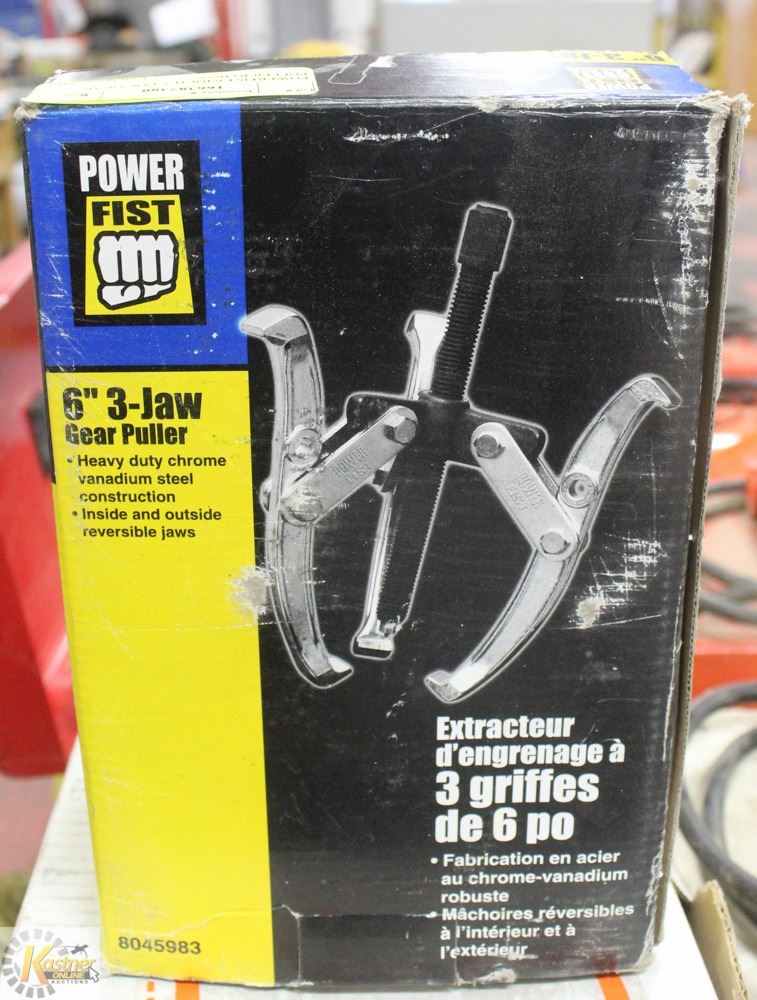 POWER
FIST
6" 3-Jaw
Gear Puller
• Heavy duty chrome
vanadium steel
construction
• Inside and outside
reversible jaws
POWER
FIST
POWER
FIST
Extracteur
d'engrenage à
3 griffes
de 6 po
• Fabrication en acier
au chrome-vanadium
robuste
• Mâchoires réversibles
à l'intérieur et à
l'extérieur
8045983
Kastner
ONLINE
AUCTIONS